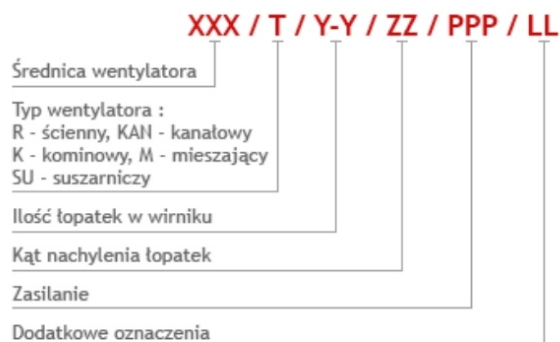 XXX / T / Y-Y / ZZ / PPP / LL
Średnica wentylatora
Typ wentylatora :
R - ścienny, KAN - kanałowy
K - kominowy, M - mieszający
SU - suszarniczy
Ilość łopatek w wirniku
Kąt nachylenia łopatek
Zasilanie
Dodatkowe oznaczenia